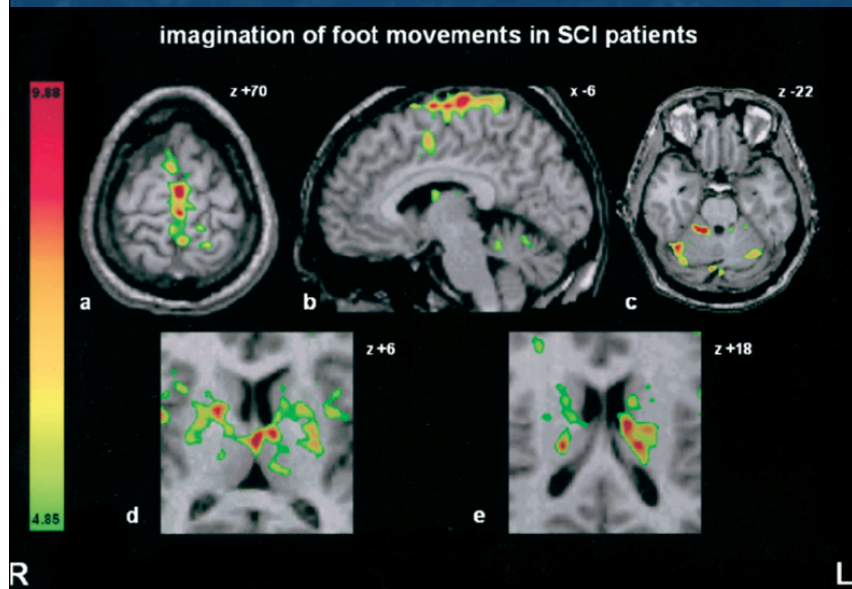 imagination of foot movements in SCI patients
9.88
z +70
x -6
z -22
a
b
c
z +6
z +18
4.85
d
e
R
L